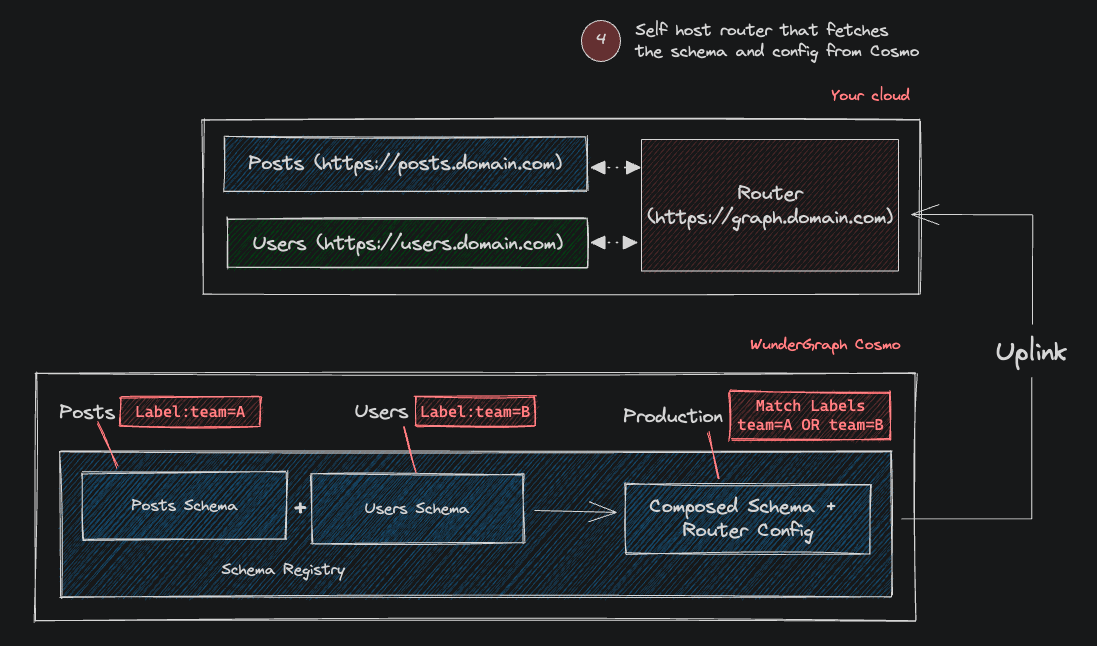 4
Self host router that fetches
the schema and config from Cosmo
Your cloud
Posts (https://posts.domain.com)
Router
(https://graph.domain.com)
Users (https://users.domain.com)
WunderGraph Cosmo
Uplink
Posts
Label:team=A
Users
Label:team=B
Production
Match Labels
team=A OR team=B
Posts Schema
+
Users Schema
Composed Schema +
Router Config
Schema Registry